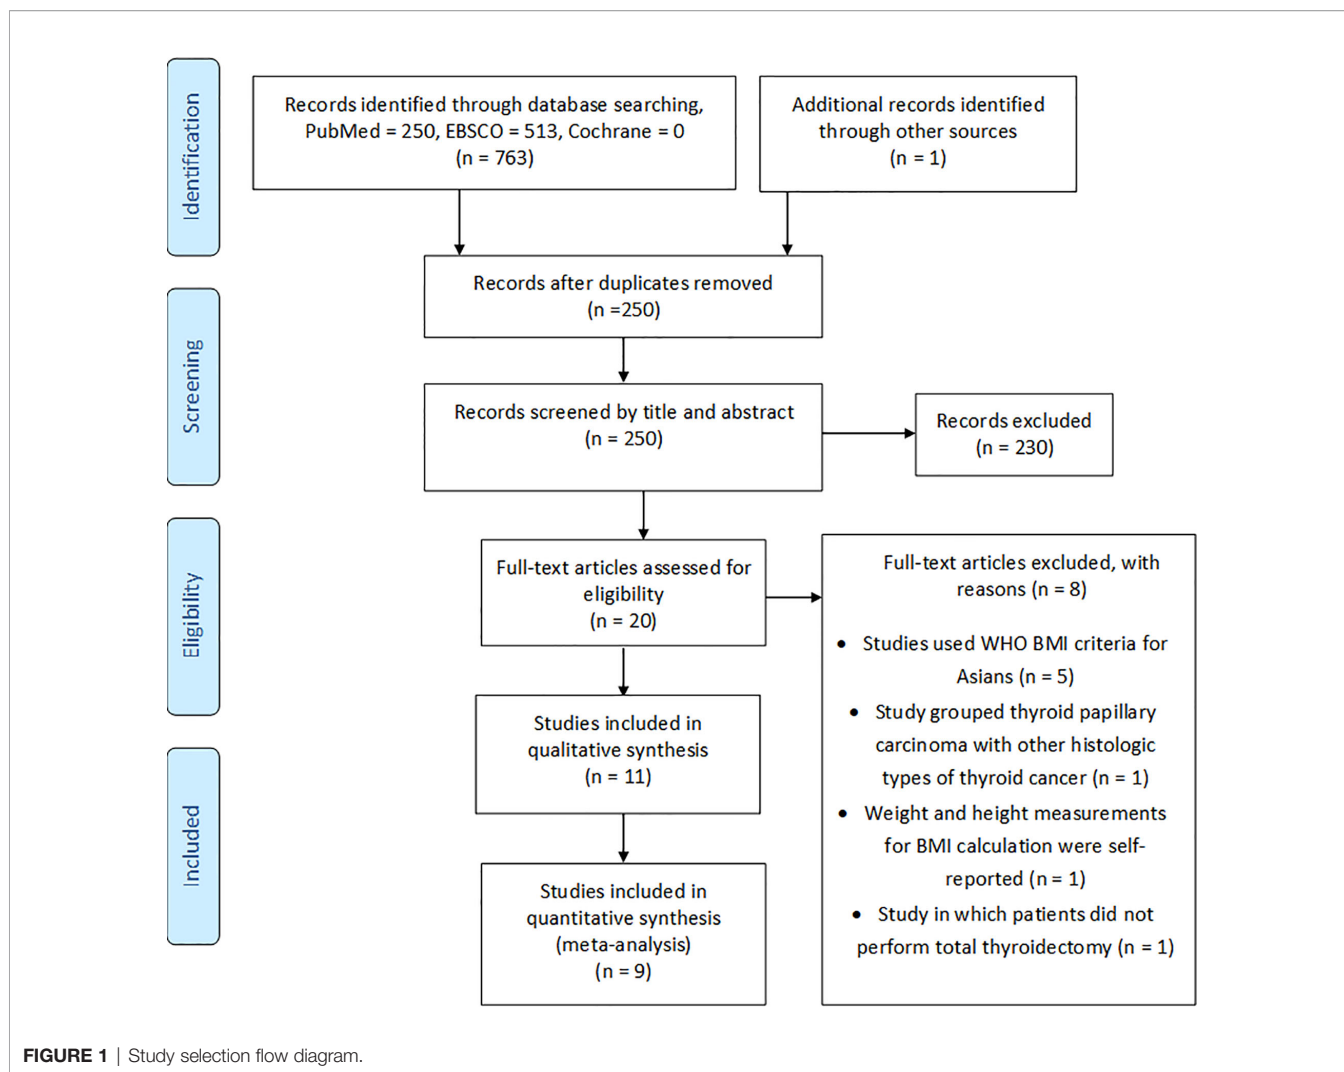 Identification
Records identified through database searching,
PubMed = 250, EBSCO = 513, Cochrane = 0
(n = 763)
Additional records identified
through other sources
(n = 1)
Records after duplicates removed
(n =250)
Screening
Records screened by title and abstract
(n = 250)
Records excluded
(n = 230)
Eligibility
Full-text articles assessed for
eligibility
(n = 20)
Full-text articles excluded, with
reasons (n = 8)
• Studies used WHO BMI criteria for
Asians (n = 5)
• Study grouped thyroid papillary
carcinoma with other histologic
types of thyroid cancer (n = 1)
• Weight and height measurements
for BMI calculation were self-
reported (n = 1)
• Study in which patients did not
perform total thyroidectomy (n = 1)
Studies included in
qualitative synthesis
(n = 11)
Included
Studies included in
quantitative synthesis
(meta-analysis)
(n = 9)
FIGURE 1 | Study selection flow diagram.